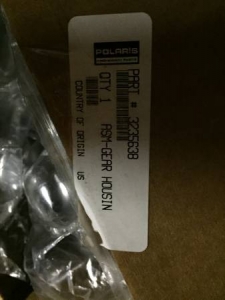 POLARIS
PART # 3235638
QTY 1 ASM-GEAR HOUSIN
COUNTRY OF ORIGIN US